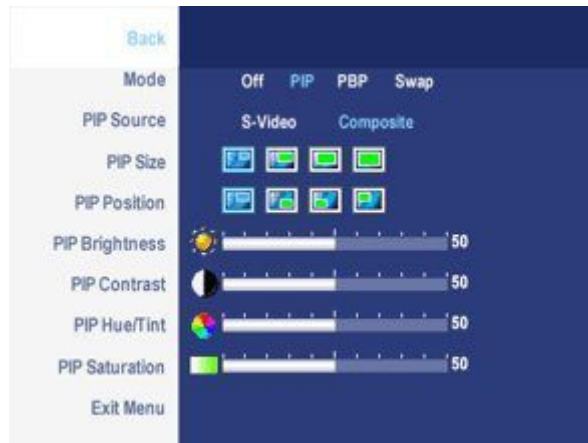 Back
Mode Off PIP PBP Swap
PIP Source S-Video Composite
PIP Size
PIP Position
PIP Brightness 50
PIP Contrast 50
PIP Hue/Tint 50
PIP Saturation 50
Exit Menu